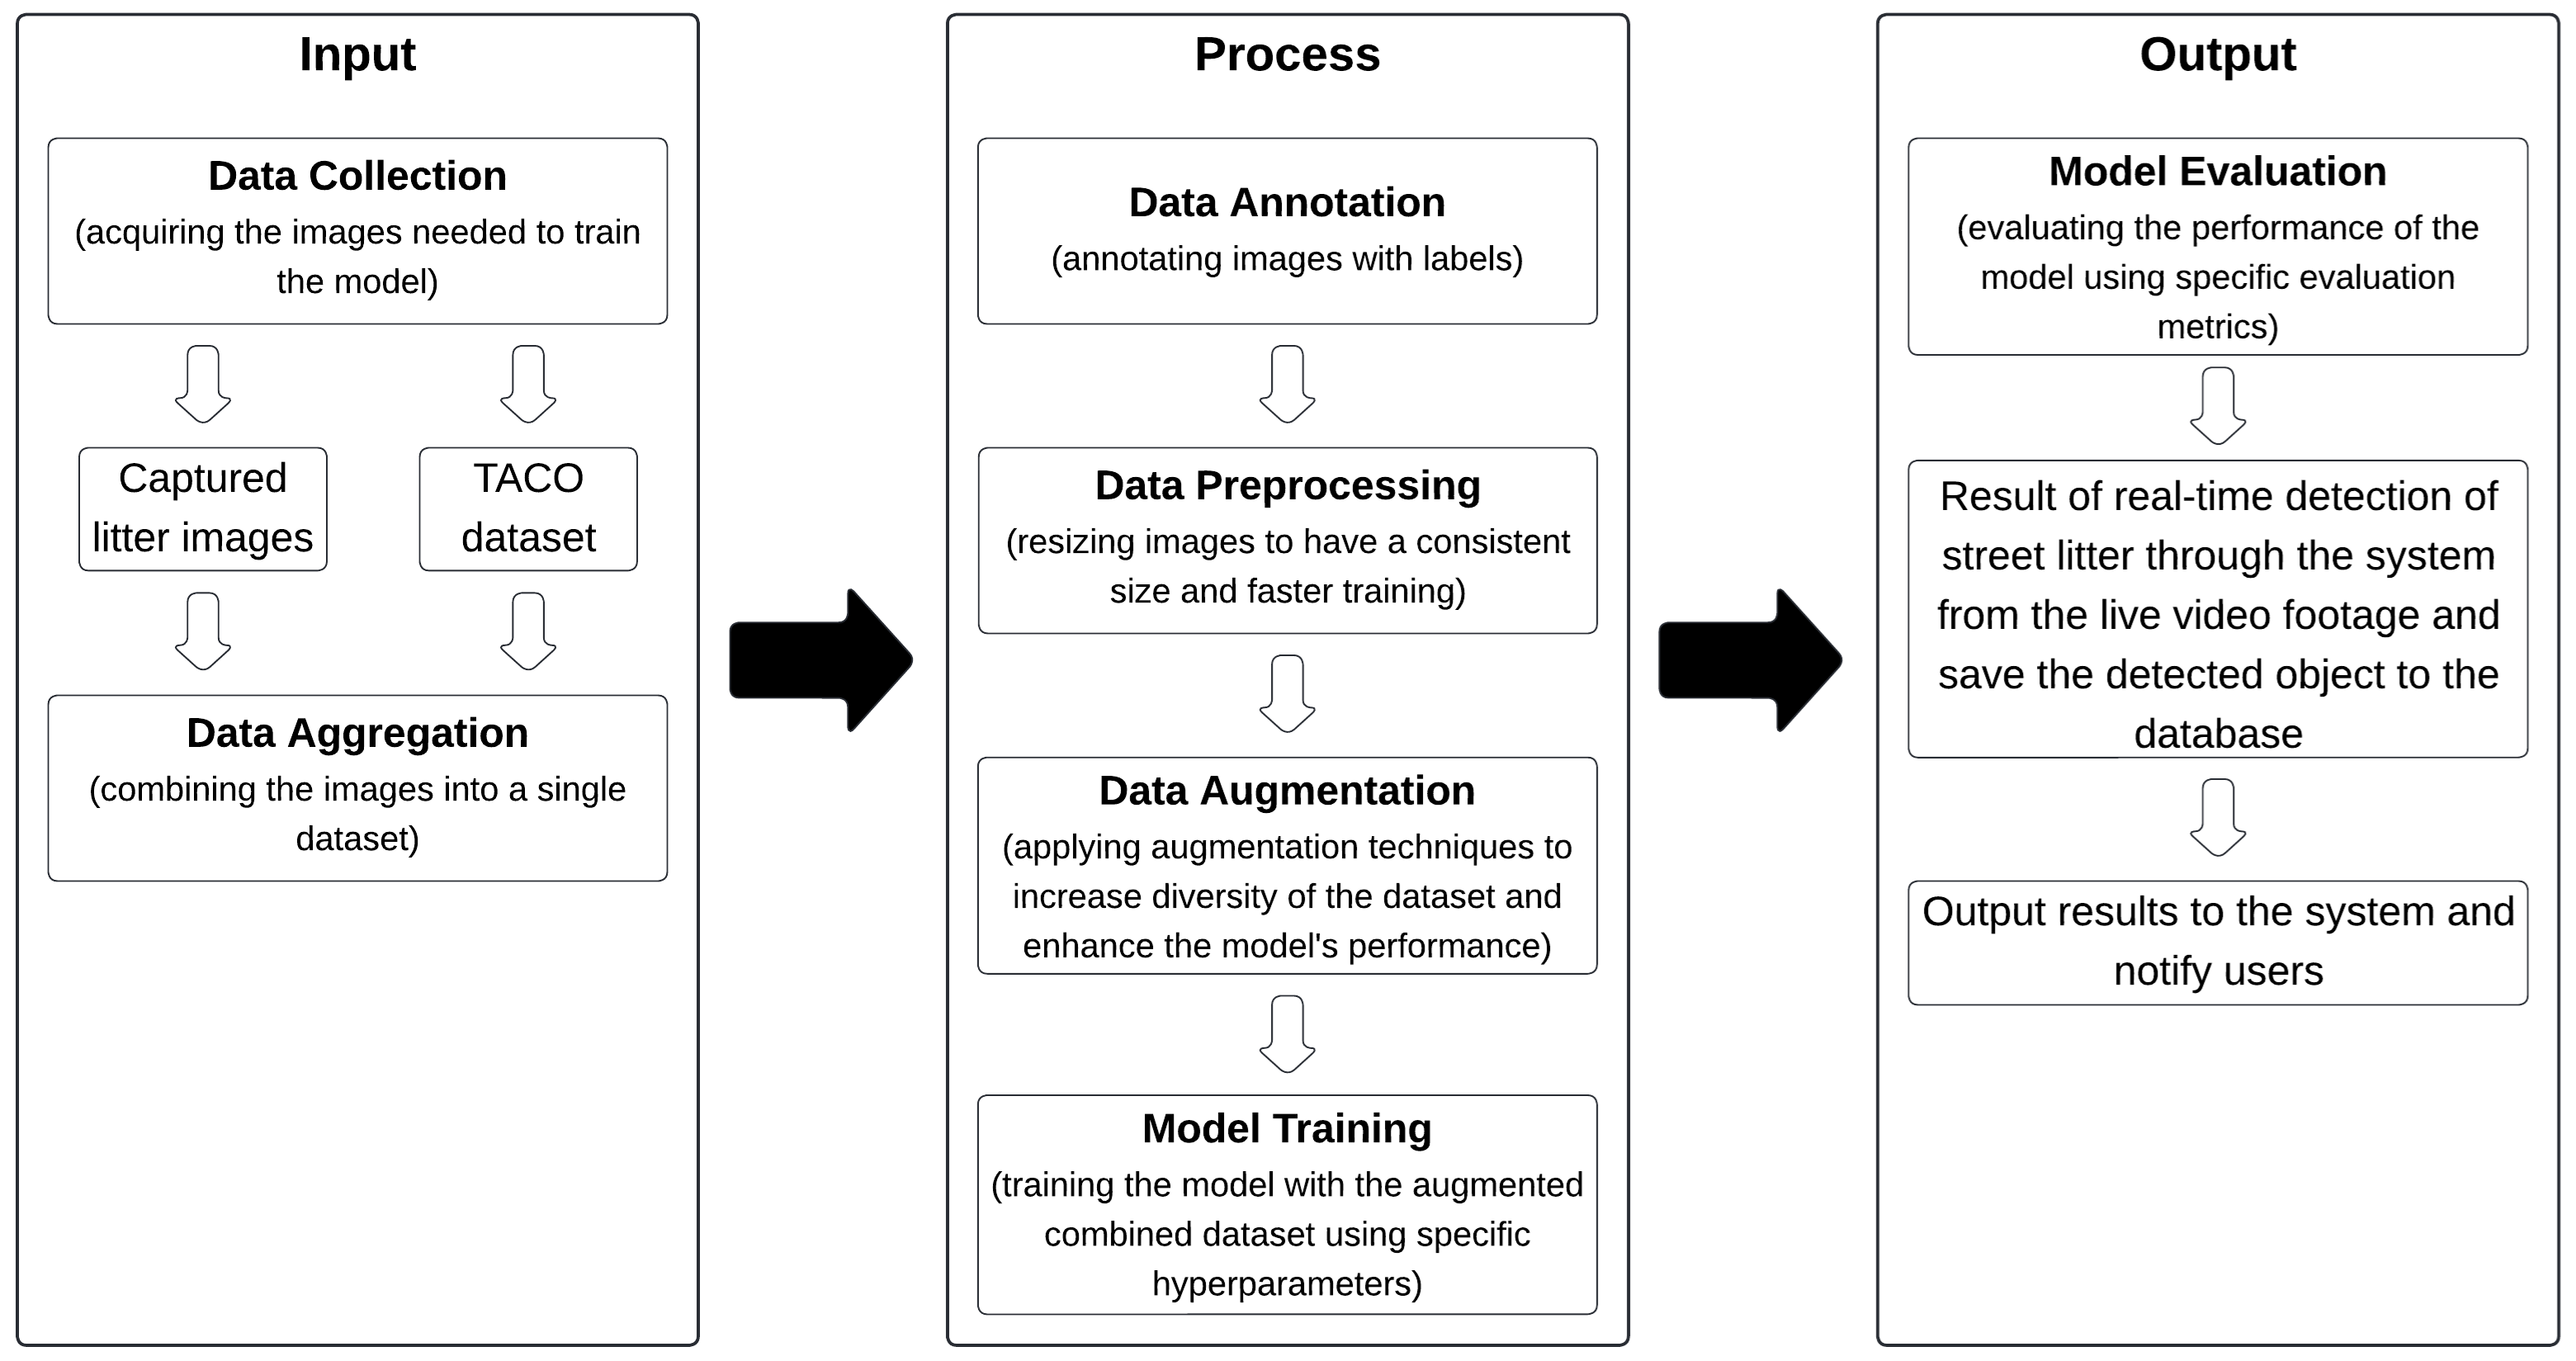 Input
Data Collection
(acquiring the images needed to train
the model)
Captured
litter images
TACO
dataset
Data Aggregation
(combining the images into a single
dataset)
Process
Data Annotation
(annotating images with labels)
Data Preprocessing
(resizing images to have a consistent
size and faster training)
Data Augmentation
(applying augmentation techniques to
increase diversity of the dataset and
enhance the model's performance)
Model Training
(training the model with the augmented
combined dataset using specific
hyperparameters)
Output
Model Evaluation
(evaluating the performance of the
model using specific evaluation
metrics)
Result of real-time detection of
street litter through the system
from the live video footage and
save the detected object to the
database
Output results to the system and
notify users